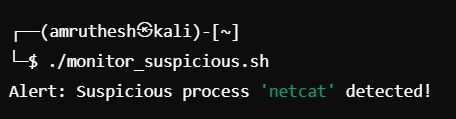 ┌──(amruthesh㉿kali)-[~]
└─$ ./monitor_suspicious.sh
Alert: Suspicious process 'netcat' detected!